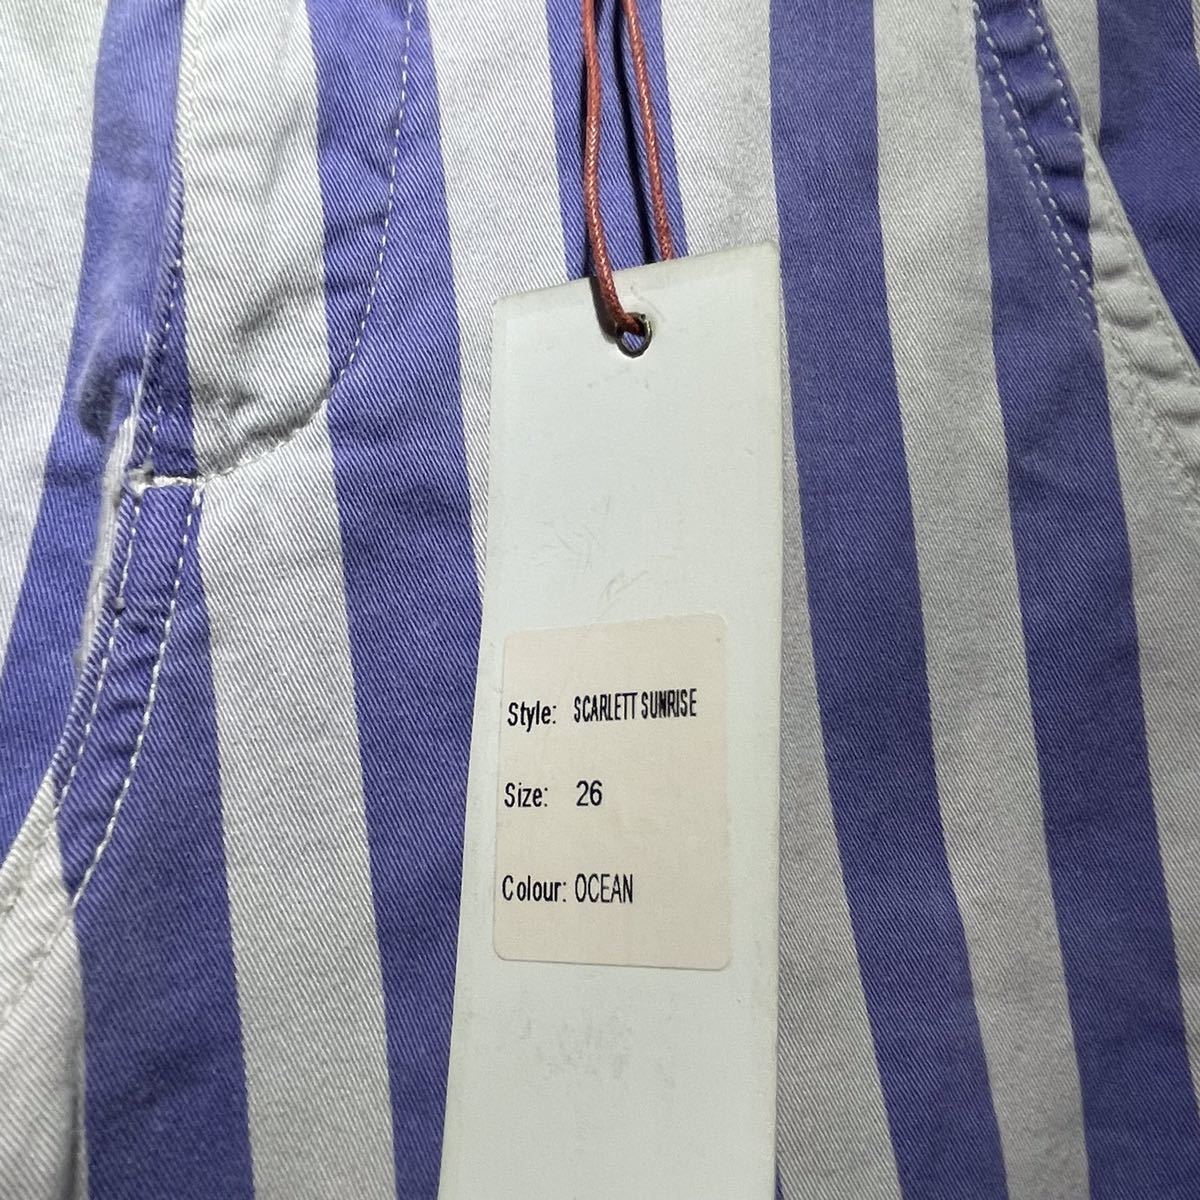 Style: SCARLETT SUNRISE
Size: 26
Colour: OCEAN